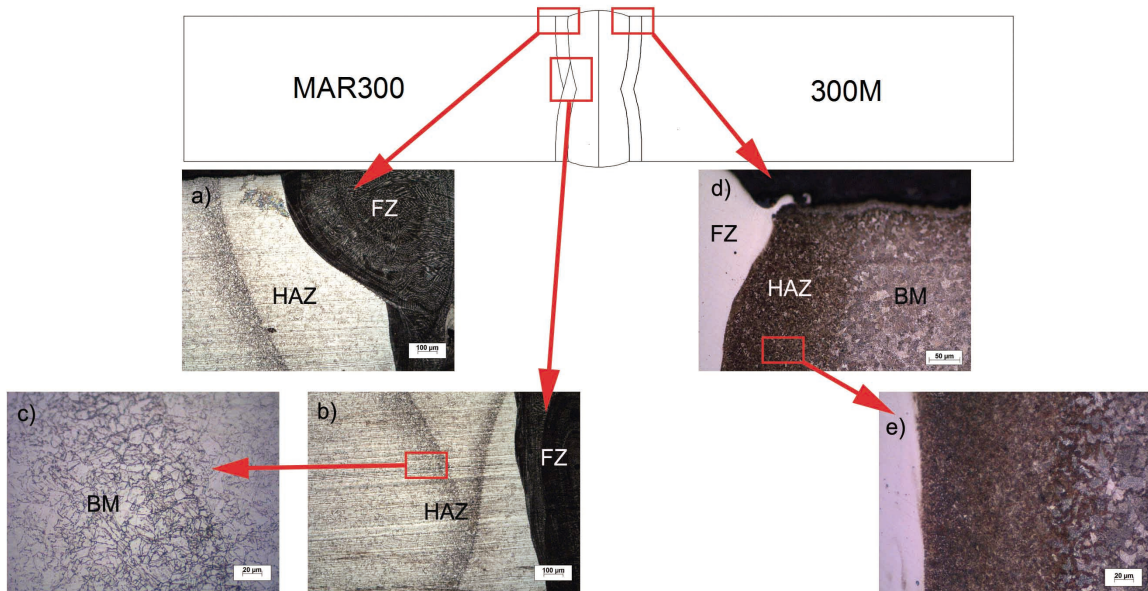 MAR300
300M
a)
FZ
HAZ
100 µm
d)
FZ
HAZ
BM
50 µm
c)
BM
20 µm
b)
FZ
HAZ
100 µm
e)
20 µm